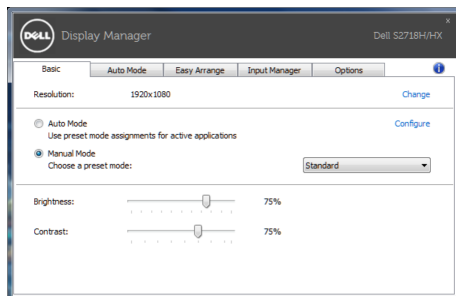 DELL Display Manager Dell S2718H/HX
Basic Auto Mode Easy Arrange Input Manager Options
Resolution: 1920x1080 Change
Auto Mode Configure
Use preset mode assignments for active applications
Manual Mode
Choose a preset mode: Standard
Brightness: 75%
Contrast: 75%